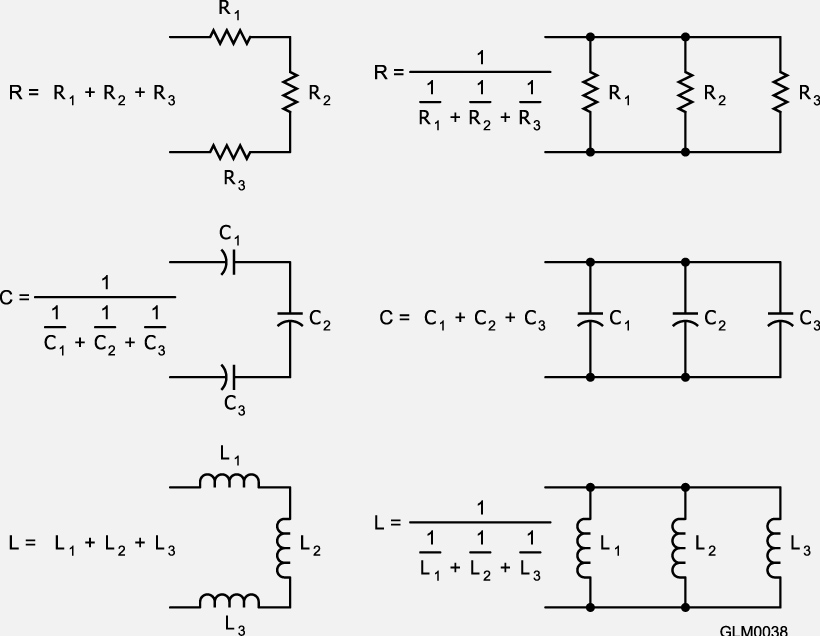 R₁
R = R₁ + R₂ + R₃
R₂
R₃
R = 1 / (1/R₁ + 1/R₂ + 1/R₃)
R₁
R₂
R₃
C₁
C = 1 / (1/C₁ + 1/C₂ + 1/C₃)
C₂
C₃
C = C₁ + C₂ + C₃
C₁
C₂
C₃
L₁
L = L₁ + L₂ + L₃
L₂
L₃
L = 1 / (1/L₁ + 1/L₂ + 1/L₃)
L₁
L₂
L₃
GLM0038